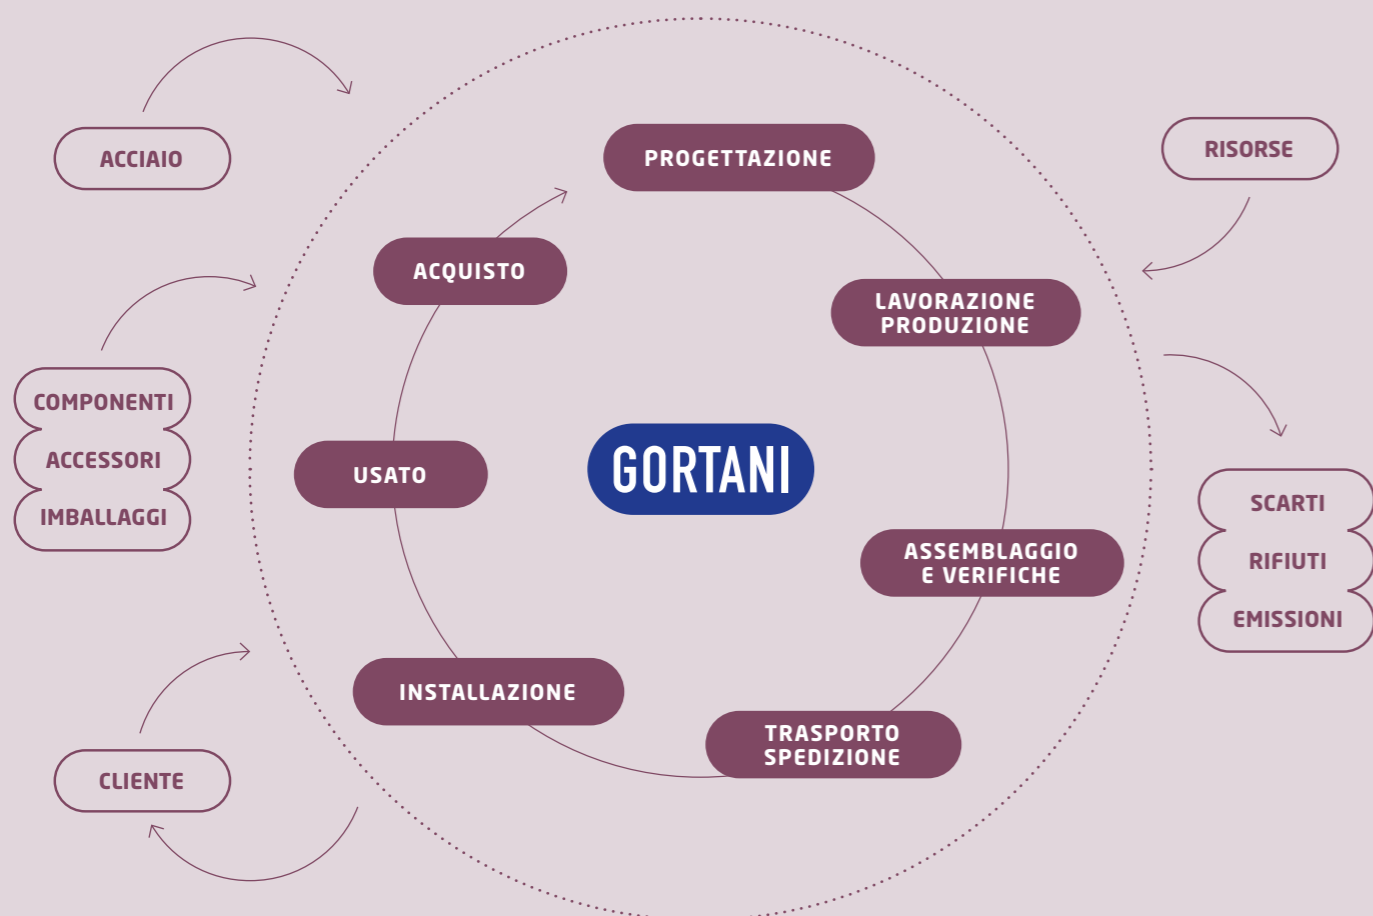 ACCIAIO
COMPONENTI
ACCESSORI
IMBALLAGGI
CLIENTE
PROGETTAZIONE
LAVORAZIONE
PRODUZIONE
ASSEMBLAGGIO
E VERIFICHE
TRASPORTO
SPEDIZIONE
INSTALLAZIONE
USATO
ACQUISTO
GORTANI
RISORSE
SCARTI
RIFIUTI
EMISSIONI